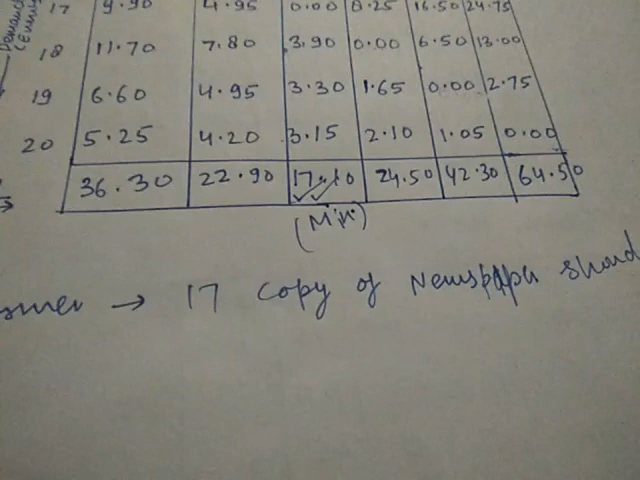 Demand 17 9.90 4.95 0.00 8.25 16.50 24.75
18 11.70 7.80 3.90 0.00 6.50 13.00
19 6.60 4.95 3.30 1.65 0.00 2.75
20 5.25 4.20 3.15 2.10 1.05 0.00
36.30 22.90 17.10 24.50 42.30 64.50
(Min)
→ 17 copy of Newspaper